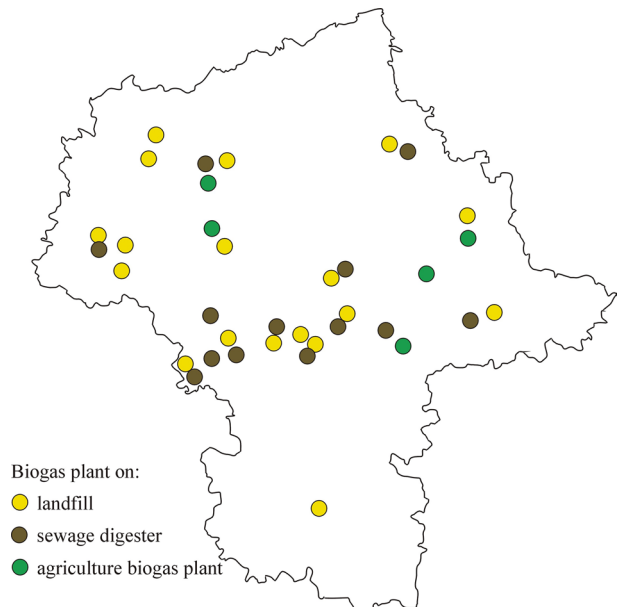 Biogas plant on:
landfill
sewage digester
agriculture biogas plant